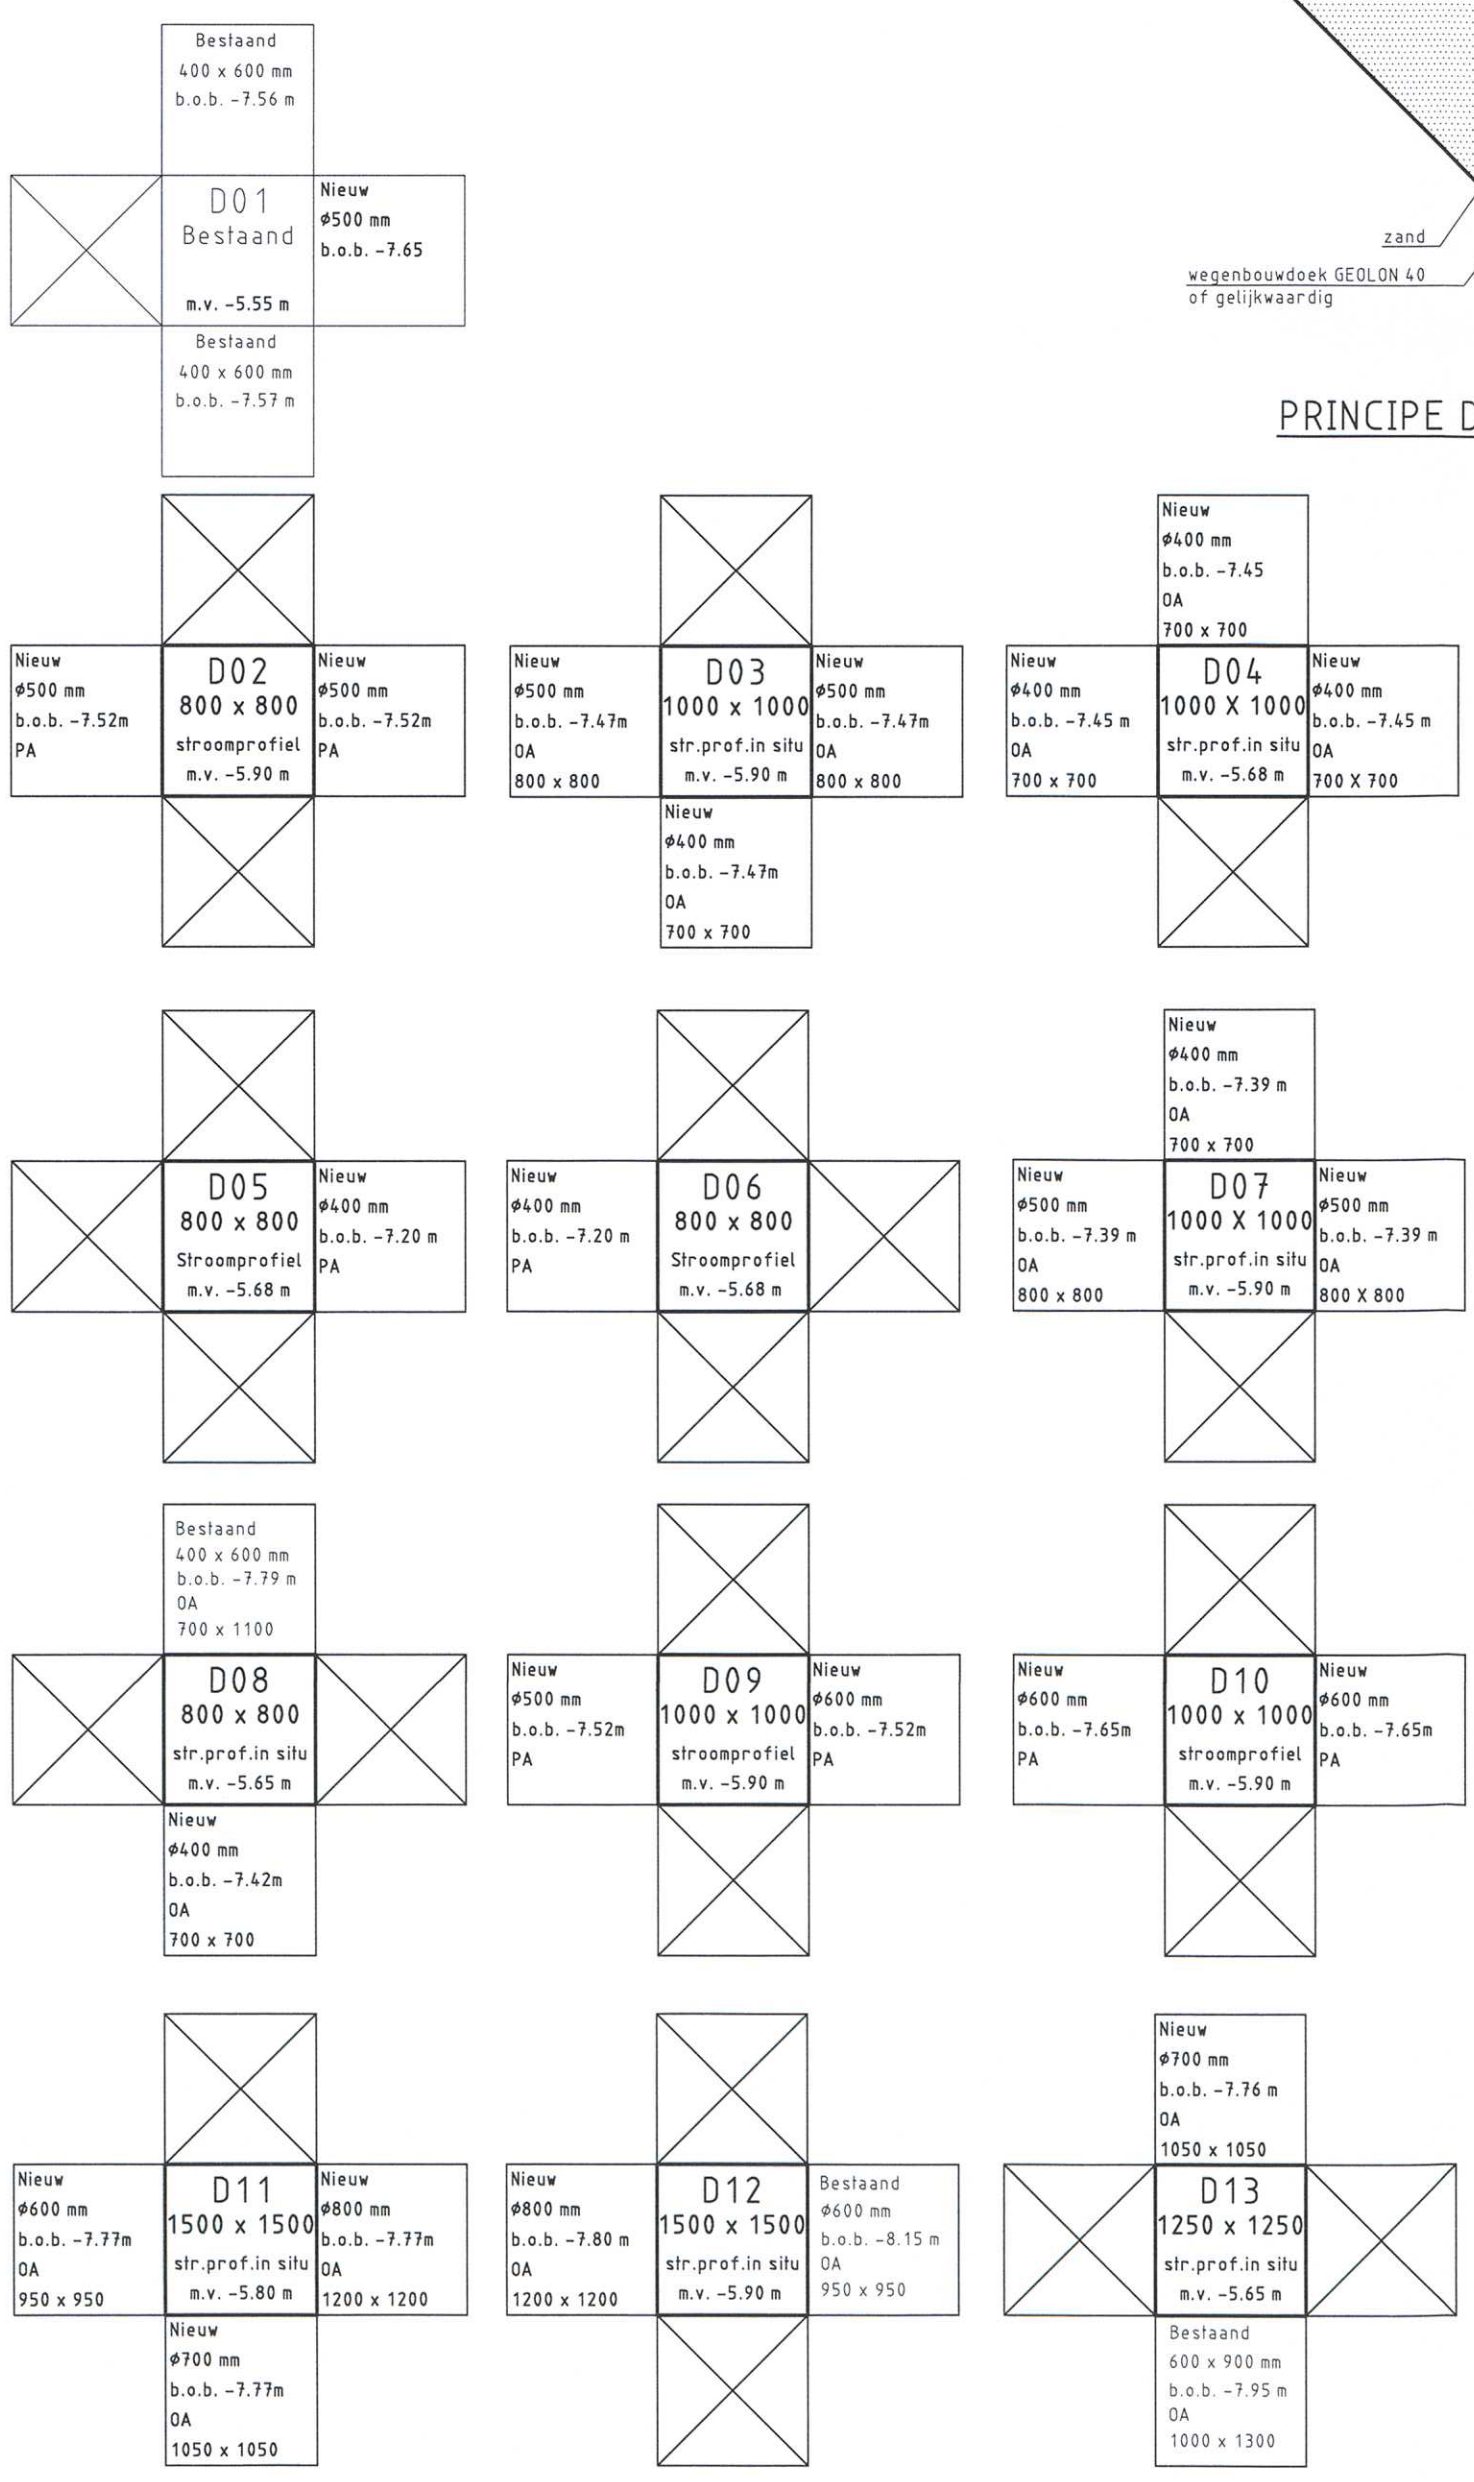 Bestaand
400 x 600 mm
b.o.b. -7.56 m
D01
Bestaand
m.v. -5.55 m
Nieuw
ø500 mm
b.o.b. -7.65
Bestaand
400 x 600 mm
b.o.b. -7.57 m
zand
wegenbouwdoek GEOLON 40
of gelijkwaardig
PRINCIPE D
Nieuw
ø500 mm
b.o.b. -7.52m
PA
D02
800 x 800
stroomprofiel
m.v. -5.90 m
Nieuw
ø500 mm
b.o.b. -7.52m
PA
Nieuw
ø500 mm
b.o.b. -7.47m
OA
800 x 800
D03
1000 x 1000
str.prof.in situ
m.v. -5.90 m
Nieuw
ø500 mm
b.o.b. -7.47m
OA
800 x 800
Nieuw
ø400 mm
b.o.b. -7.47m
OA
700 x 700
Nieuw
ø400 mm
b.o.b. -7.45
OA
700 x 700
Nieuw
ø400 mm
b.o.b. -7.45 m
OA
700 x 700
D04
1000 X 1000
str.prof.in situ
m.v. -5.68 m
Nieuw
ø400 mm
b.o.b. -7.45 m
OA
700 X 700
D05
800 x 800
Stroomprofiel
m.v. -5.68 m
Nieuw
ø400 mm
b.o.b. -7.20 m
PA
Nieuw
ø400 mm
b.o.b. -7.20 m
PA
D06
800 x 800
Stroomprofiel
m.v. -5.68 m
Nieuw
ø400 mm
b.o.b. -7.39 m
OA
700 x 700
Nieuw
ø500 mm
b.o.b. -7.39 m
OA
800 x 800
D07
1000 X 1000
str.prof.in situ
m.v. -5.90 m
Nieuw
ø500 mm
b.o.b. -7.39 m
OA
800 X 800
Bestaand
400 x 600 mm
b.o.b. -7.79 m
OA
700 x 1100
D08
800 x 800
str.prof.in situ
m.v. -5.65 m
Nieuw
ø400 mm
b.o.b. -7.42m
OA
700 x 700
Nieuw
ø500 mm
b.o.b. -7.52m
PA
D09
1000 x 1000
stroomprofiel
m.v. -5.90 m
Nieuw
ø600 mm
b.o.b. -7.52m
PA
Nieuw
ø600 mm
b.o.b. -7.65m
PA
D10
1000 x 1000
stroomprofiel
m.v. -5.90 m
Nieuw
ø600 mm
b.o.b. -7.65m
PA
Nieuw
ø600 mm
b.o.b. -7.77m
OA
950 x 950
D11
1500 x 1500
str.prof.in situ
m.v. -5.80 m
Nieuw
ø800 mm
b.o.b. -7.77m
OA
1200 x 1200
Nieuw
ø700 mm
b.o.b. -7.77m
OA
1050 x 1050
Nieuw
ø800 mm
b.o.b. -7.80 m
OA
1200 x 1200
D12
1500 x 1500
str.prof.in situ
m.v. -5.90 m
Bestaand
ø600 mm
b.o.b. -8.15 m
OA
950 x 950
Nieuw
ø700 mm
b.o.b. -7.76 m
OA
1050 x 1050
D13
1250 x 1250
str.prof.in situ
m.v. -5.65 m
Bestaand
600 x 900 mm
b.o.b. -7.95 m
OA
1000 x 1300